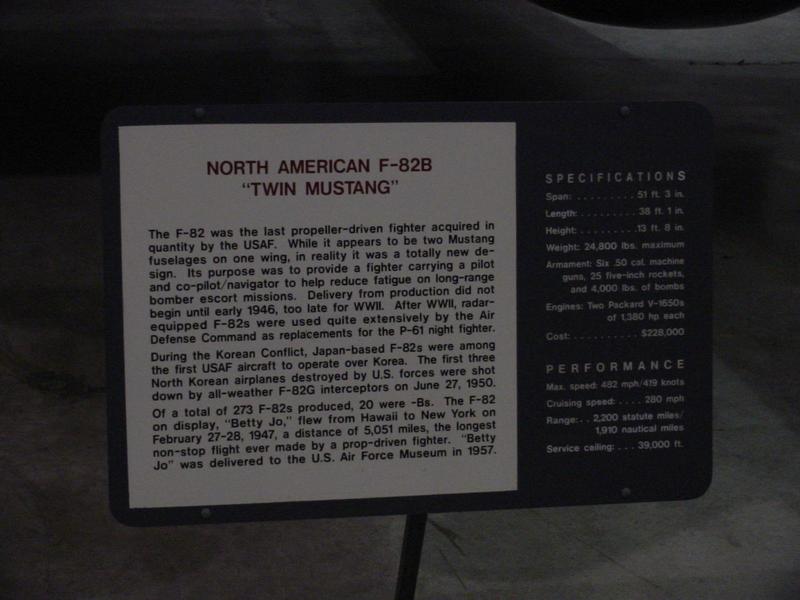 NORTH AMERICAN F-82B
"TWIN MUSTANG"
The F-82 was the last propeller-driven fighter acquired in
quantity by the USAF. While it appears to be two Mustang
fuselages on one wing, in reality it was a totally new de-
sign. Its purpose was to provide a fighter carrying a pilot
and co-pilot/navigator to help reduce fatigue on long-range
bomber escort missions. Delivery from production did not
begin until early 1946, too late for WWII. After WWII, radar-
equipped F-82s were used quite extensively by the Air
Defense Command as replacements for the P-61 night fighter.
During the Korean Conflict, Japan-based F-82s were among
the first USAF aircraft to operate over Korea. The first three
North Korean airplanes destroyed by U.S. forces were shot
down by all-weather F-82G interceptors on June 27, 1950.
Of a total of 273 F-82s produced, 20 were -Bs. The F-82
on display, "Betty Jo," flew from Hawaii to New York on
February 27-28, 1947, a distance of 5,051 miles, the longest
non-stop flight ever made by a prop-driven fighter. "Betty
Jo" was delivered to the U.S. Air Force Museum in 1957.
SPECIFICATIONS
Span: . . . . . . . . . . 51 ft. 3 in.
Length: . . . . . . . . . 38 ft. 1 in.
Height: . . . . . . . . . .13 ft. 8 in.
Weight: 24,800 lbs. maximum
Armament: Six .50 cal. machine
guns, 25 five-inch rockets,
and 4,000 lbs. of bombs
Engines: Two Packard V-1650s
of 1,380 hp each
Cost: . . . . . . . . . . . $228,000
PERFORMANCE
Max. speed: 482 mph/419 knots
Cruising speed: . . . . 280 mph
Range: . . 2,200 statute miles/
1,910 nautical miles
Service ceiling: . . . 39,000 ft.